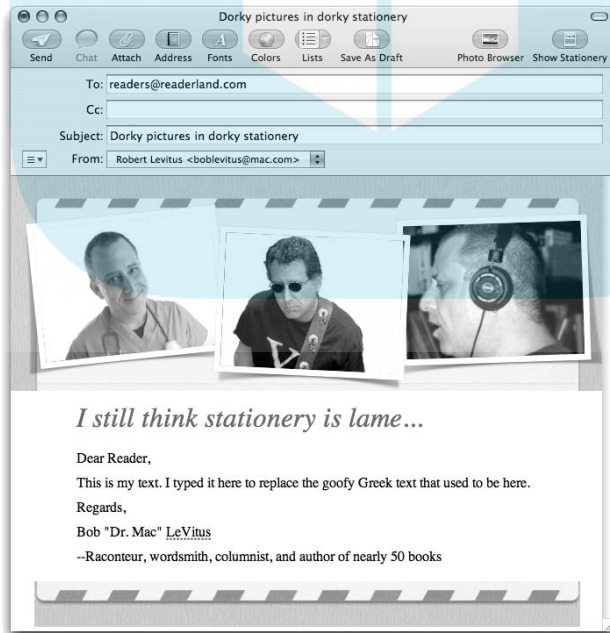 Dorky pictures in dorky stationery
Send Chat Attach Address Fonts Colors Lists Save As Draft Photo Browser Show Stationery
To: readers@readerland.com
Cc:
Subject: Dorky pictures in dorky stationery
From: Robert Levitus <boblevitus@mac.com>
I still think stationery is lame...
Dear Reader,
This is my text. I typed it here to replace the goofy Greek text that used to be here.
Regards,
Bob "Dr. Mac" LeVitus
--Raconteur, wordsmith, columnist, and author of nearly 50 books